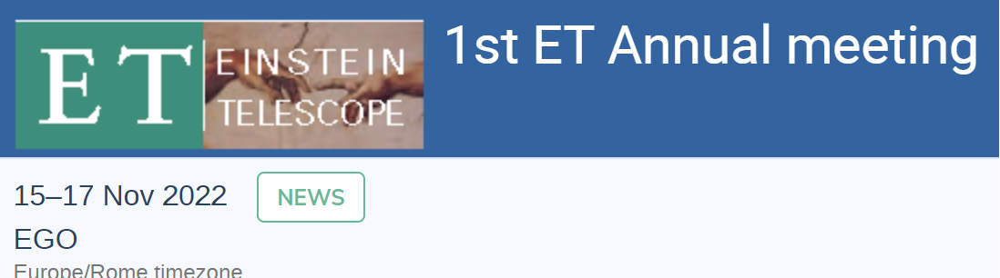 ET EINSTEIN
TELESCOPE
1st ET Annual meeting
15–17 Nov 2022
NEWS
EGO
Europe/Rome timezone